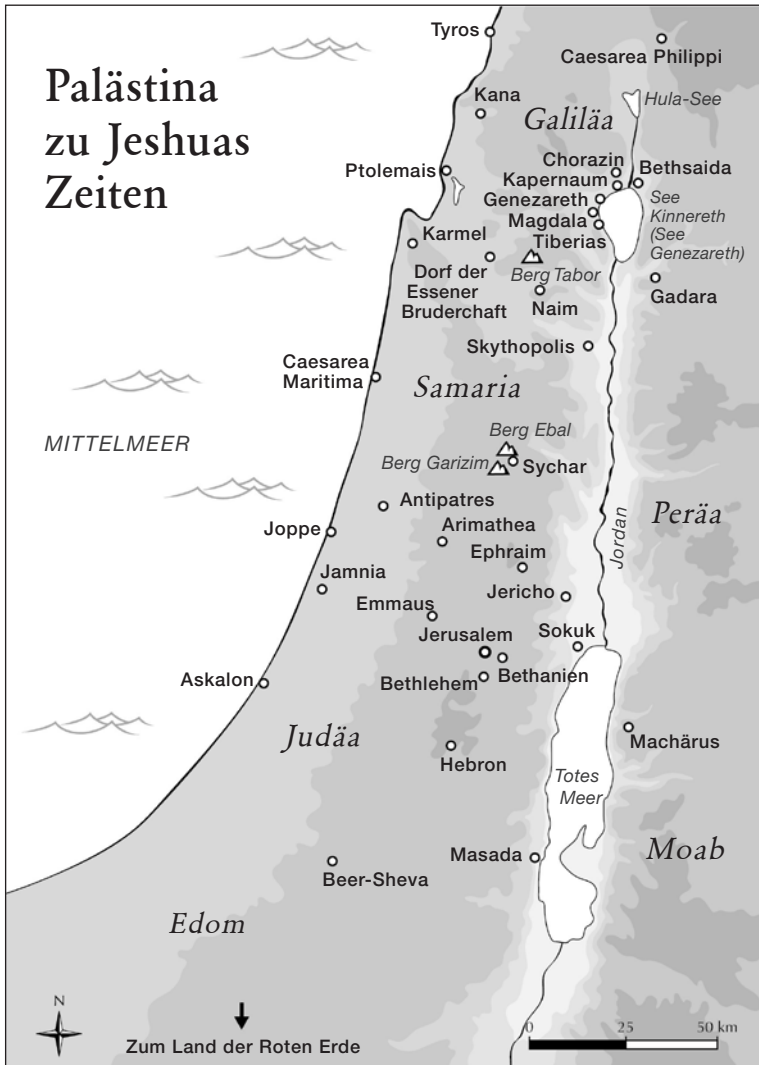 Palästina
zu Jeshuas
Zeiten
Tyros
Caesarea Philippi
Kana
Hula-See
Galiläa
Chorazin
Ptolemais
Kapernaum
Bethsaida
Genezareth
See
Kinnereth
(See
Genezareth)
Magdala
Tiberias
Karmel
Dorf der
Essener
Bruderchaft
Berg Tabor
Naim
Gadara
Skythopolis
Caesarea
Maritima
Samaria
MITTELMEER
Berg Ebal
Berg Garizim
Sychar
Antipatres
Peräa
Joppe
Arimathea
Jordan
Ephraim
Jamnia
Jericho
Emmaus
Jerusalem
Sokuk
Bethanien
Askalon
Bethlehem
Judäa
Machärus
Hebron
Totes
Meer
Masada
Moab
Beer-Sheva
Edom
N
Zum Land der Roten Erde
0 25 50 km